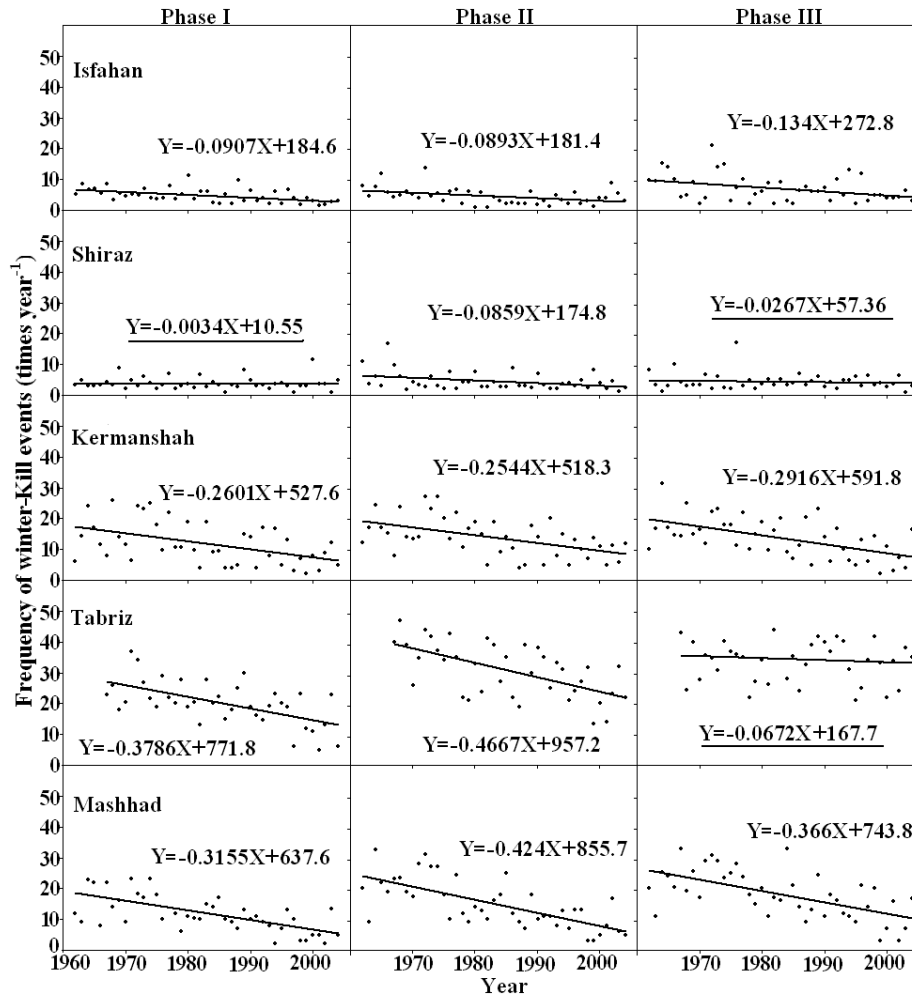 Phase I Phase II Phase III
Frequency of winter-Kill events (times year⁻¹)
50
40
30
20
10
0
Isfahan
Y=-0.0907X+184.6
Y=-0.0893X+181.4
Y=-0.134X+272.8
50
40
30
20
10
0
Shiraz
Y=-0.0034X+10.55
Y=-0.0859X+174.8
Y=-0.0267X+57.36
50
40
30
20
10
0
Kermanshah
Y=-0.2601X+527.6
Y=-0.2544X+518.3
Y=-0.2916X+591.8
50
40
30
20
10
0
Tabriz
Y=-0.3786X+771.8
Y=-0.4667X+957.2
Y=-0.0672X+167.7
50
40
30
20
10
0
Mashhad
Y=-0.3155X+637.6
Y=-0.424X+855.7
Y=-0.366X+743.8
1960 1970 1980 1990 2000 1970 1980 1990 2000 1970 1980 1990 2000
Year